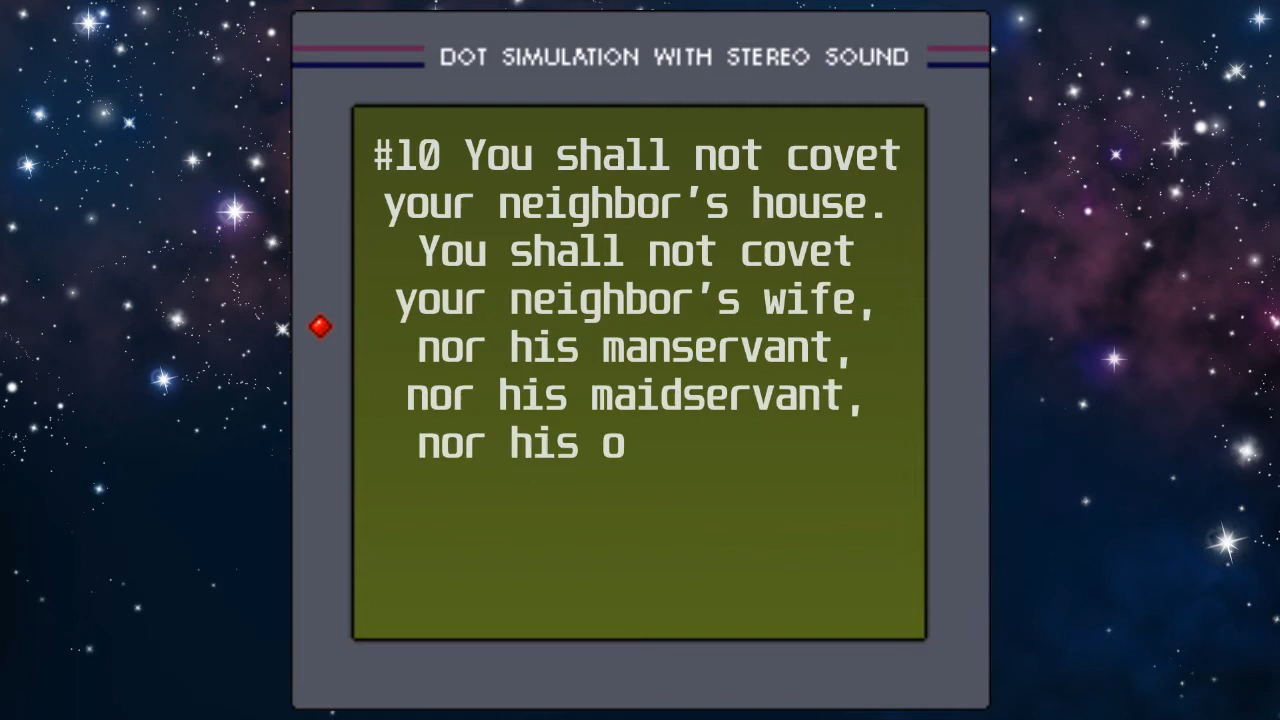 DOT SIMULATION WITH STEREO SOUND
#10 You shall not covet
your neighbor's house.
You shall not covet
your neighbor's wife,
nor his manservant,
nor his maidservant,
nor his o